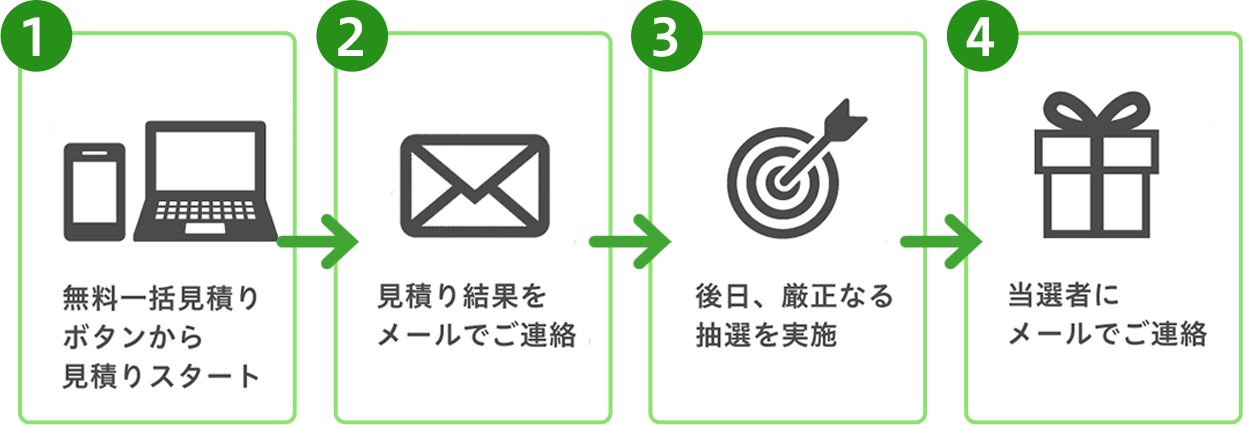 1
無料一括見積り
ボタンから
見積りスタート
2
見積り結果を
メールでご連絡
3
後日、厳正なる
抽選を実施
4
当選者に
メールでご連絡